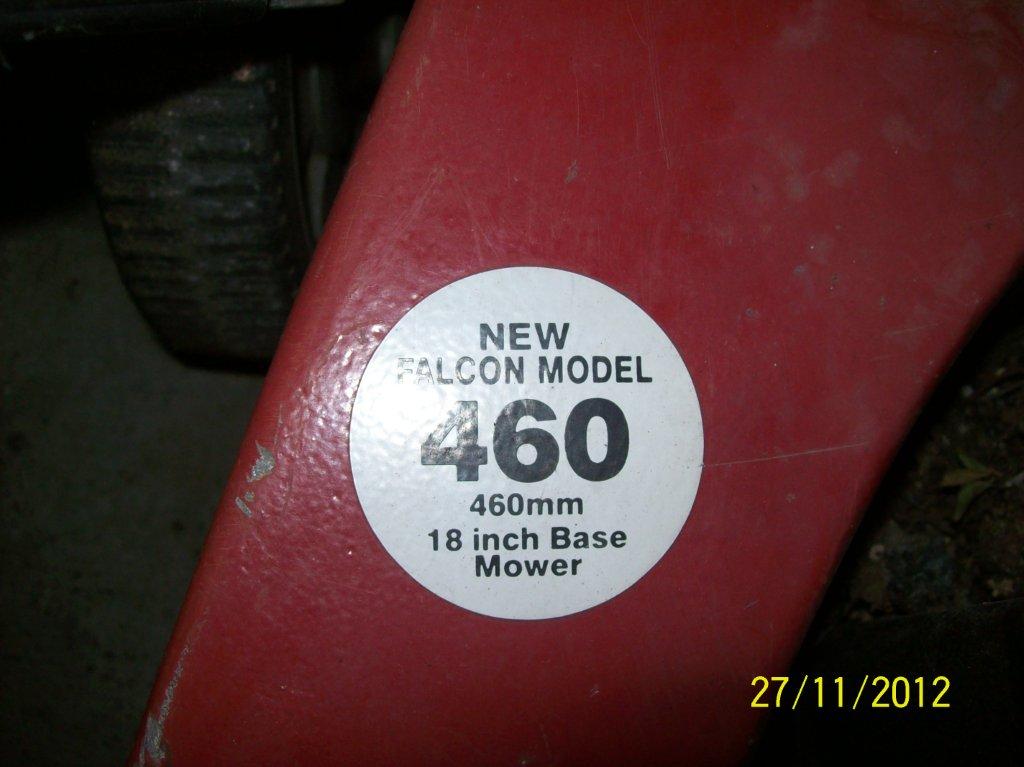 NEW
FALCON MODEL
460
460mm
18 inch Base
Mower
27/11/2012